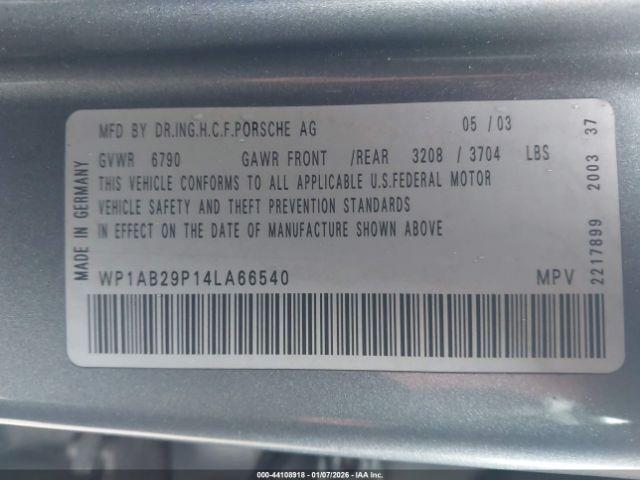 MFD BY DR.ING.H.C.F.PORSCHE AG 05 / 03
GVWR 6790 GAWR FRONT /REAR 3208 / 3704 LBS
THIS VEHICLE CONFORMS TO ALL APPLICABLE U.S.FEDERAL MOTOR
VEHICLE SAFETY AND THEFT PREVENTION STANDARDS
IN EFFECT ON THE DATE OF MANUFACTURE SHOWN ABOVE
WP1AB29P14LA66540 MPV
MADE IN GERMANY
2217899 2003 37
000-44108918 - 01/07/2026 - IAA Inc.